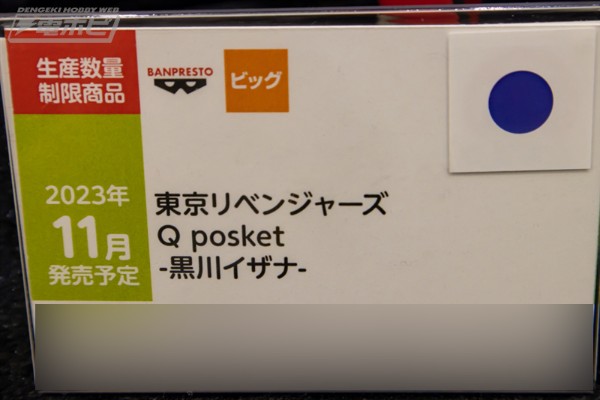 DENGEKI HOBBY WEB
電ホビ
生産数量
制限商品
BANPRESTO
ビッグ
2023年
11月
発売予定
東京リベンジャーズ
Q posket
-黒川イザナ-